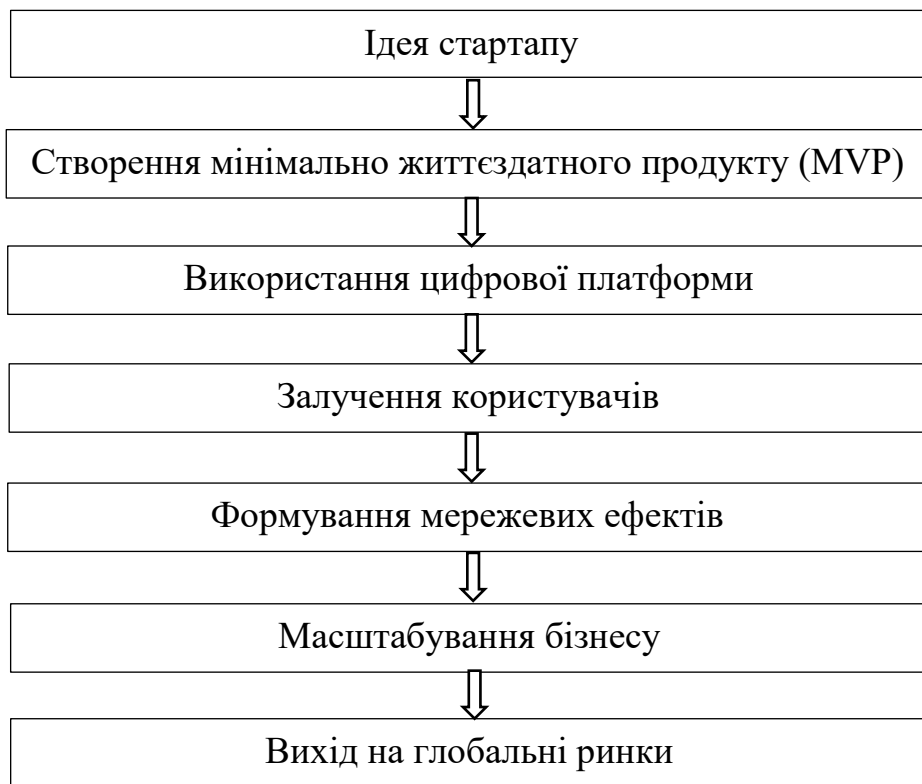 Ідея стартапу
Створення мінімально життєздатного продукту (MVP)
Використання цифрової платформи
Залучення користувачів
Формування мережевих ефектів
Масштабування бізнесу
Вихід на глобальні ринки